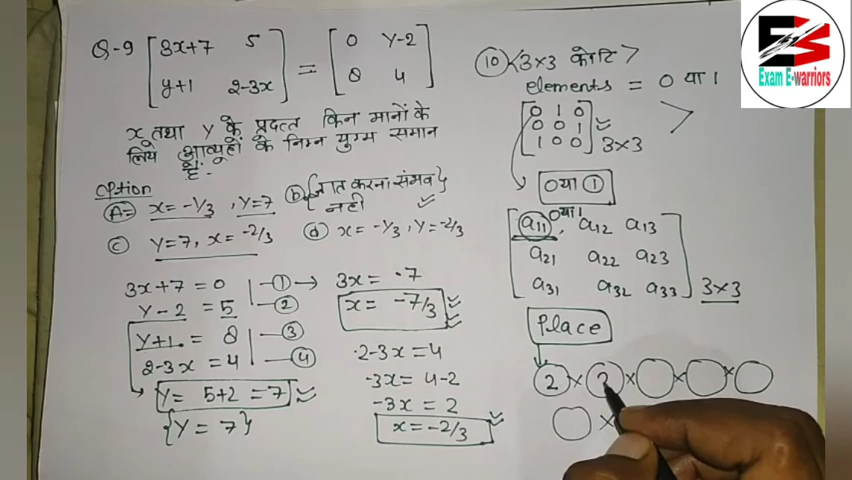 Q-9 [3x+7 5
y+1 2-3x] = [0 y-2
8 4]
x तथा y के प्रदत्त किन मानों के
लिये आव्यूहों के निम्न युग्म समान
हैं:-
option
(A= x=-1/3, y=7
(b) {ज्ञात करना संभव
नही}
(c) y=7, x=-2/3
(d) x=-1/3, y=-2/3
3x+7=0 —①→
y-2=5 —②
y+1=8 —③
2-3x=4 —④
y= 5+2 =7
{y=7}
3x= -7
x= -7/3
2-3x=4
-3x=4-2
-3x=2
x=-2/3
⑩ <3×3 कोटि>
elements = 0 या 1
[0 1 0
0 0 1
1 0 0] 3×3
0 या ①
0 या 1
[a11, a12 a13
a21 a22 a23
a31 a32 a33] 3×3
Place
2 × 2 × × ×
×
ES
Exam E-warriors